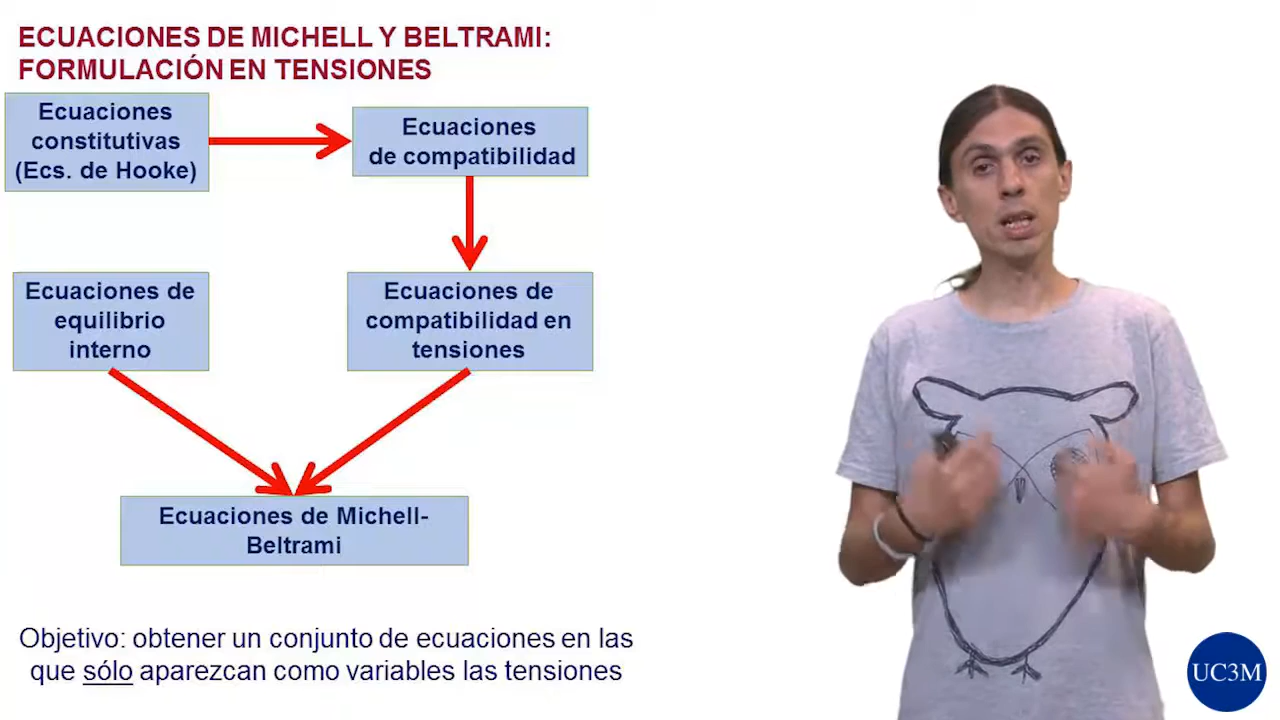 ECUACIONES DE MICHELL Y BELTRAMI:
FORMULACIÓN EN TENSIONES
Ecuaciones
constitutivas
(Ecs. de Hooke)
Ecuaciones
de compatibilidad
Ecuaciones de
equilibrio
interno
Ecuaciones de
compatibilidad en
tensiones
Ecuaciones de Michell-
Beltrami
Objetivo: obtener un conjunto de ecuaciones en las
que sólo aparezcan como variables las tensiones
UC3M